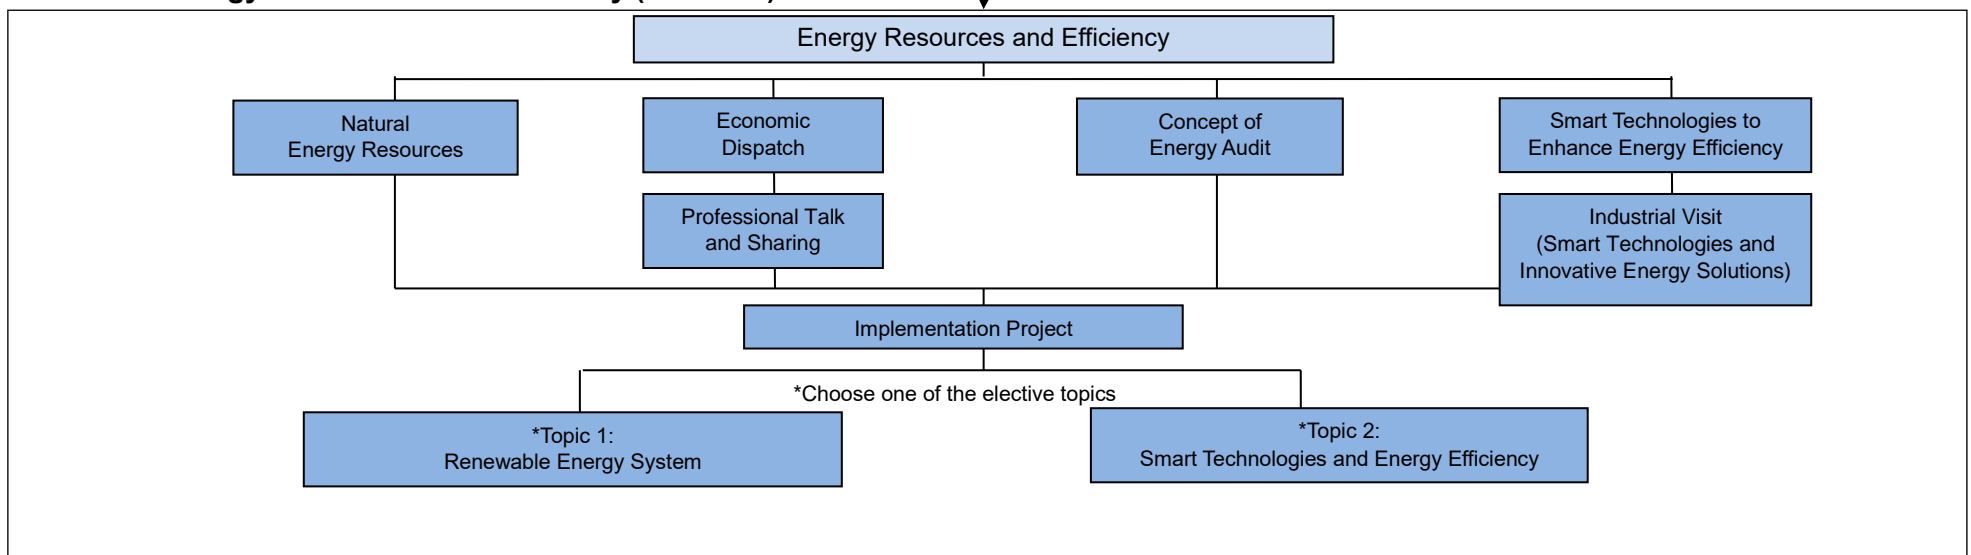 Energy Resources and Efficiency
Natural
Energy Resources
Economic
Dispatch
Concept of
Energy Audit
Smart Technologies to
Enhance Energy Efficiency
Professional Talk
and Sharing
Industrial Visit
(Smart Technologies and
Innovative Energy Solutions)
Implementation Project
*Choose one of the elective topics
*Topic 1:
Renewable Energy System
*Topic 2:
Smart Technologies and Energy Efficiency